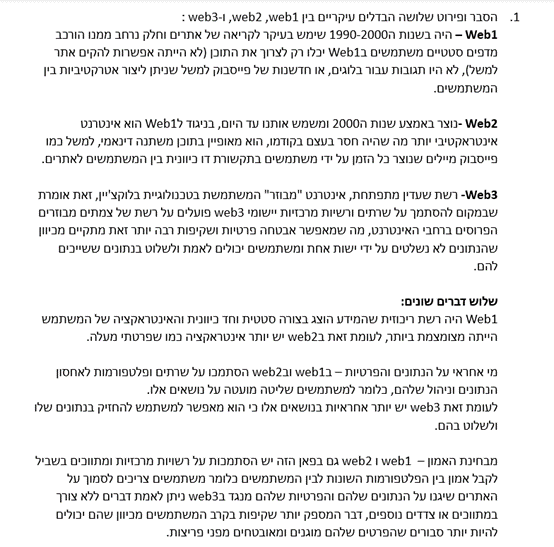 1. הסבר ופירוט שלושה הבדלים עיקריים בין web1, web2, ו-web3 :
Web1 – היה בשנות ה-1990-2000 שימש בעיקר לקריאה של אתרים וחלק נרחב ממנו הורכב
מדפים סטטיים משתמשים בWeb1 יכלו רק לצרוך את התוכן (לא הייתה אפשרות להקים אתר
למשל), לא היו תגובות עבור בלוגים, או חדשנות של פייסבוק למשל שניתן ליצור אטרקטיביות בין
המשתמשים.
Web2 -נוצר באמצע שנות ה2000 ומשמש אותנו עד היום, בניגוד לWeb1 הוא אינטרנט
אינטראקטיבי יותר מה שהיה חסר בעצם בקודמו, הוא מאופיין בתוכן משתנה דינאמי, למשל כמו
פייסבוק מיילים שנוצר כל הזמן על ידי משתמשים בתקשורת דו כיוונית בין המשתמשים לאתרים.
Web3- רשת שעדין מתפתחת, אינטרנט "מבוזר" המשתמשת בטכנולוגיית בלוקצ'יין, זאת אומרת
שבמקום להסתמך על שרתים ורשויות מרכזיות יישומי web3 פועלים על רשת של צמתים מבוזרים
הפרוסים ברחבי האינטרנט, מה שמאפשר אבטחה פרטיות ושקיפות רבה יותר זאת מתקיים מכיוון
שהנתונים לא נשלטים על ידי ישות אחת ומשתמשים יכולים לאמת ולשלוט בנתונים ששייכים
להם.
שלוש דברים שונים:
Web1 היה רשת ריכוזית שהמידע הוצג בצורה סטטית וחד כיוונית והאינטראקציה של המשתמש
הייתה מצומצמת ביותר, לעומת זאת בweb2 יש יותר אינטראקציה כמו שפרטתי מעלה.
מי אחראי על הנתונים והפרטיות – בweb1 ובweb2 הסתמכו על שרתים ופלטפורמות לאחסון
הנתונים וניהול שלהם, כלומר למשתמשים שליטה מועטה על נושאים אלו.
לעומת זאת web3 יש יותר אחראיות בנושאים אלו כי הוא מאפשר למשתמש להחזיק בנתונים שלו
ולשלוט בהם.
מבחינת האמון – web1 ו web2 גם בפאן הזה יש הסתמכות על רשויות מרכזיות ומתווכים בשביל
לקבל אמון בין הפלטפורמות השונות לבין המשתמשים כלומר משתמשים צריכים לסמוך על
האתרים שיגנו על הנתונים שלהם והפרטיות שלהם מנגד בweb3 ניתן לאמת דברים ללא צורך
במתווכים או צדדים נוספים, דבר המספק יותר שקיפות בקרב המשתמשים מכיוון שהם יכולים
להיות יותר סבורים שהפרטים שלהם מוגנים ומאובטחים מפני פריצות.